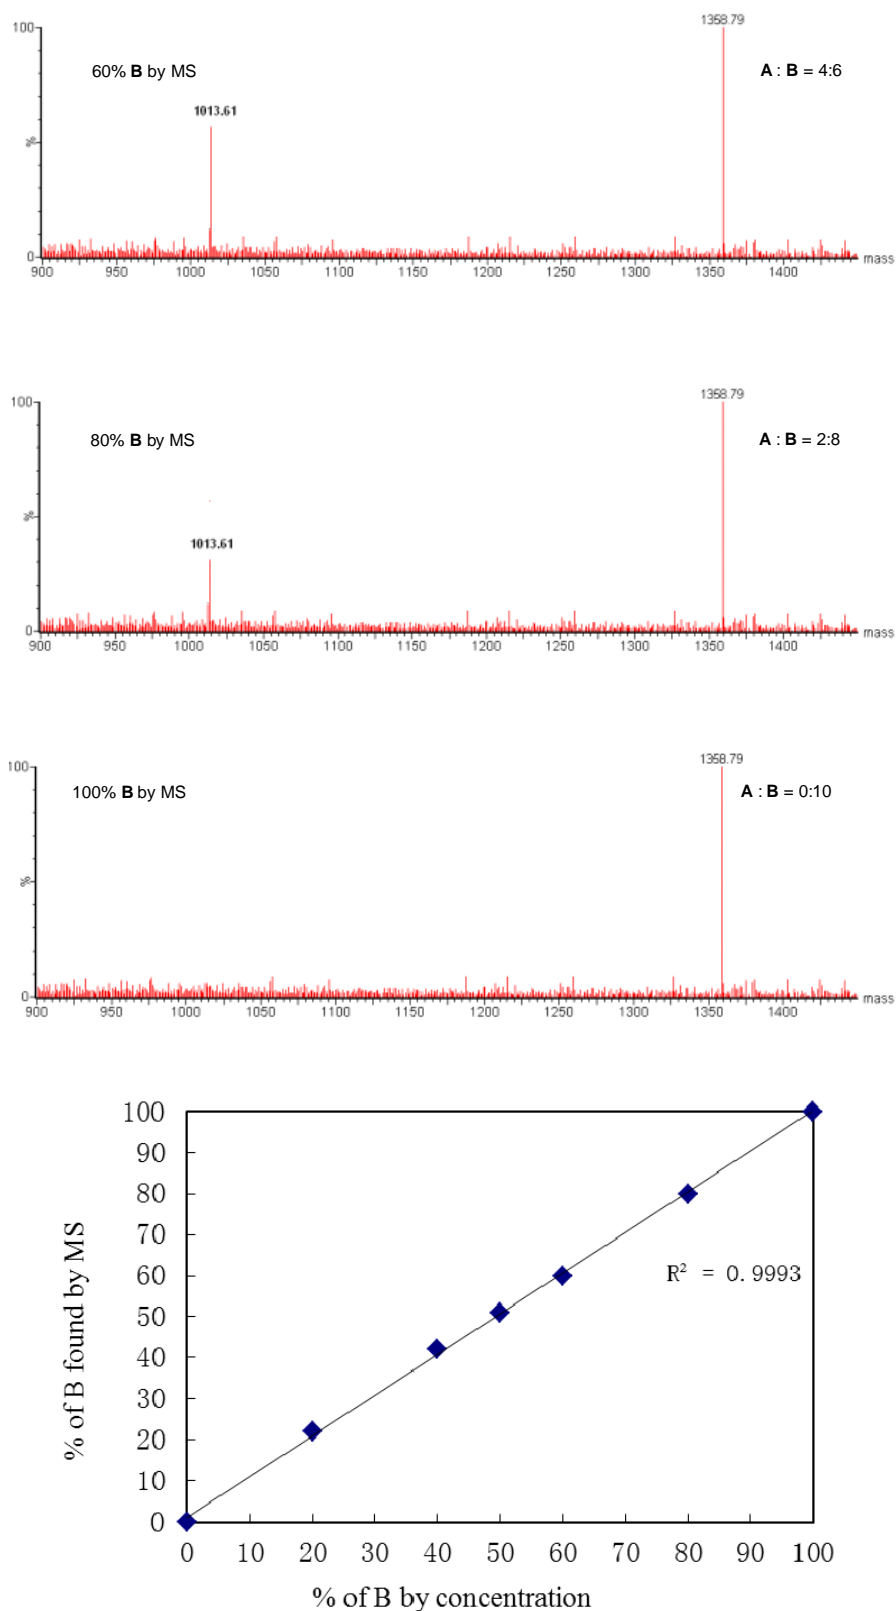 1358.79
100
60% B by MS
A : B = 4:6
1013.61
%
0
900 950 1000 1050 1100 1150 1200 1250 1300 1350 1400 mass
1358.79
100
80% B by MS
A : B = 2:8
%
1013.61
0
900 950 1000 1050 1100 1150 1200 1250 1300 1350 1400 mass
1358.79
100
100% B by MS
A : B = 0:10
%
0
900 950 1000 1050 1100 1150 1200 1250 1300 1350 1400 mass
100
90
80
70
60
50
40
30
20
10
0
% of B found by MS
R² = 0.9993
0 10 20 30 40 50 60 70 80 90 100
% of B by concentration